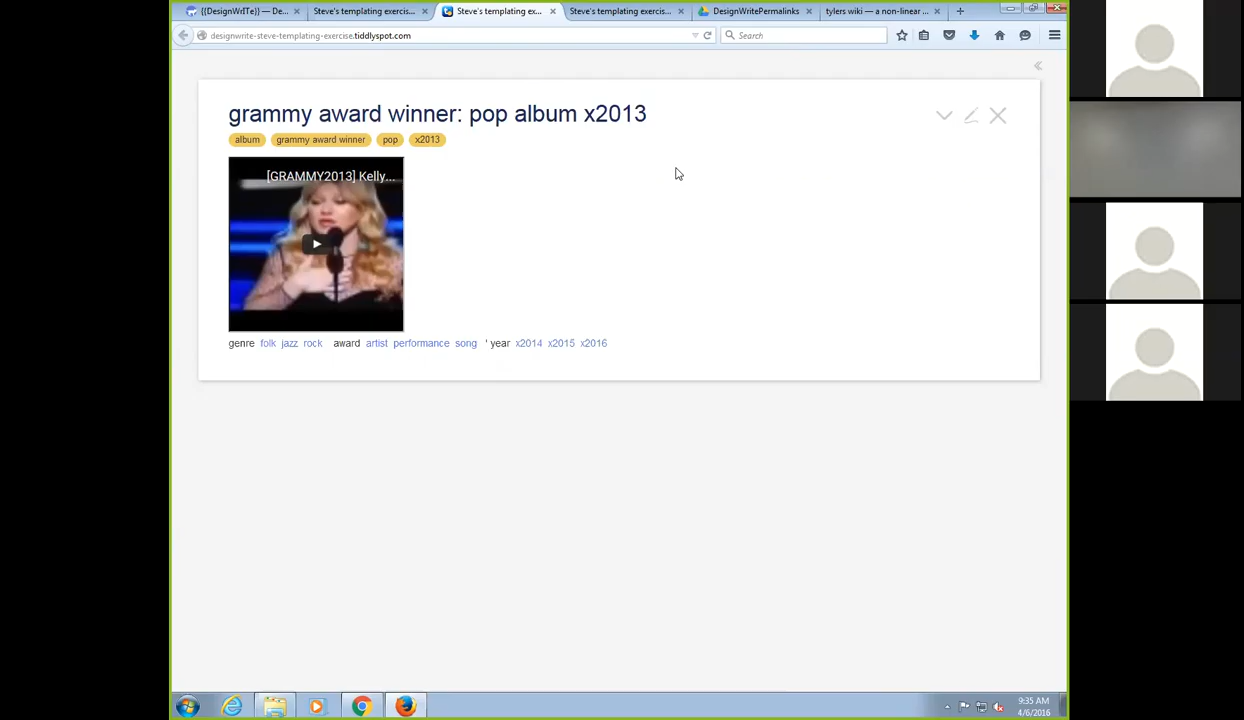 {{DesignWrITe}} — De...
Steve's templating exercis...
Steve's templating ex...
Steve's templating exercis...
DesignWritePermalinks
tylers wiki — a non-linear ...
designwrite-steve-templating-exercise.tiddlyspot.com
Search
grammy award winner: pop album x2013
album grammy award winner pop x2013
[GRAMMY2013] Kelly...
genre folk jazz rock award artist performance song ' year x2014 x2015 x2016
9:35 AM
4/6/2016